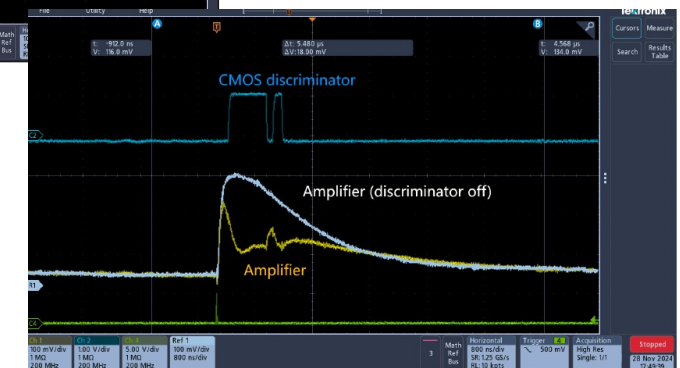 File Utility Help
Tektronix
Math
Ref
Bus
A
B
t: -912.0 ns
V: 116.0 mV
Δt: 5.480 µs
ΔV: 18.00 mV
t: 4.568 µs
V: 134.0 mV
Cursors Measure
Search Results
Table
CMOS discriminator
C2
Amplifier (discriminator off)
Amplifier
R1
C4
Ch 1
100 mV/div
1 MΩ
200 MHz
Ch 2
1.00 V/div
1 MΩ
200 MHz
Ch 4
5.00 V/div
1 MΩ
200 MHz
Ref 1
100 mV/div
800 ns/div
3
Math
Ref
Bus
Horizontal
800 ns/div
SR: 1.25 GS/s
RL: 10 kpts
Trigger 4
500 mV
Acquisition
High Res
Single: 1/1
Stopped
28 Nov 2024